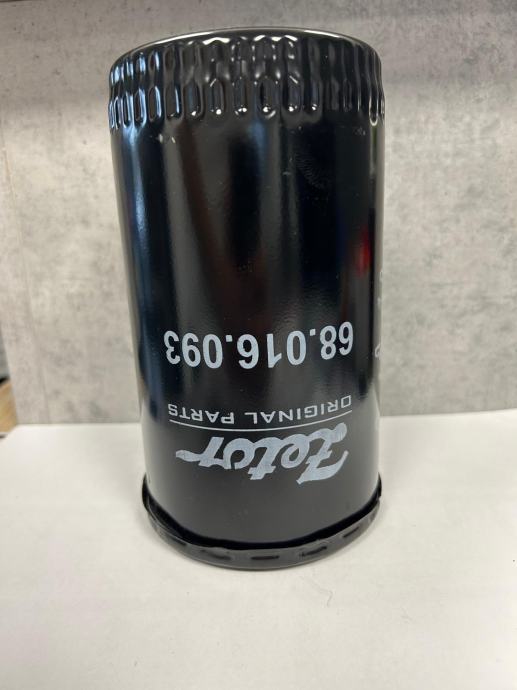 Zetor
ORIGINAL PARTS
68.016.093